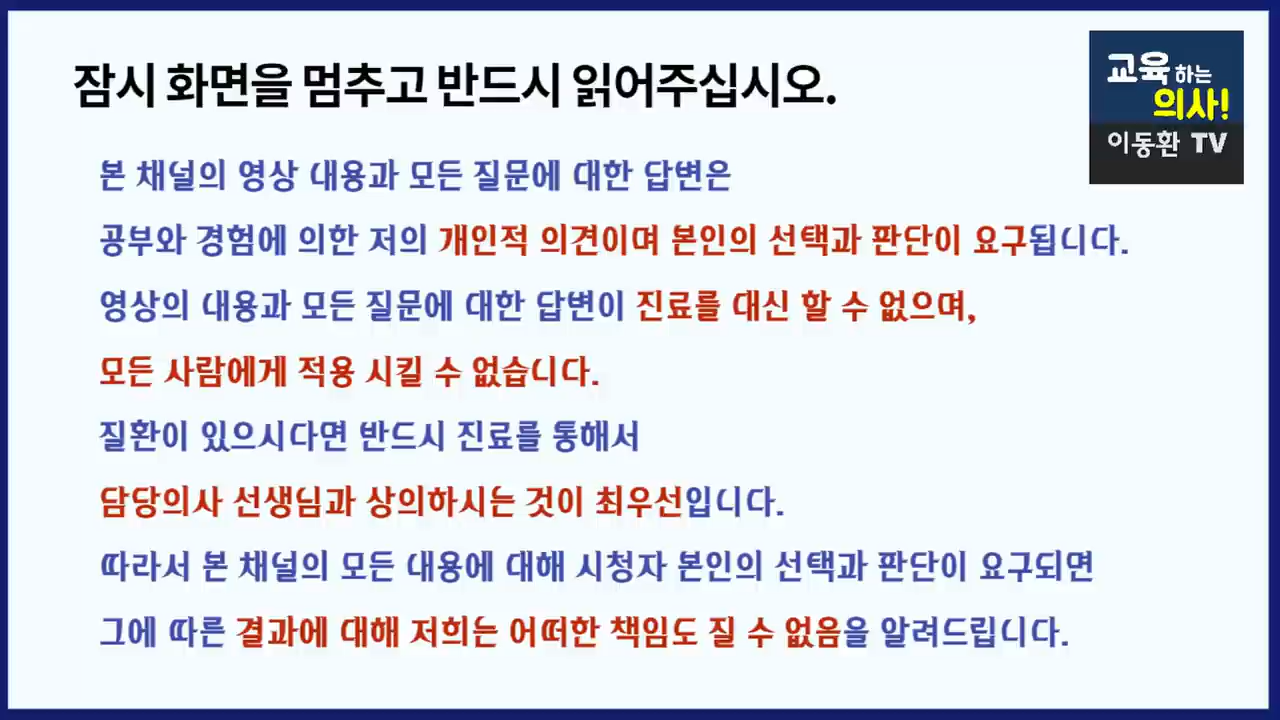 잠시 화면을 멈추고 반드시 읽어주십시오.
교육하는
의사!
이동환 TV
본 채널의 영상 내용과 모든 질문에 대한 답변은
공부와 경험에 의한 저의 개인적 의견이며 본인의 선택과 판단이 요구됩니다.
영상의 내용과 모든 질문에 대한 답변이 진료를 대신 할 수 없으며,
모든 사람에게 적용 시킬 수 없습니다.
질환이 있으시다면 반드시 진료를 통해서
담당의사 선생님과 상의하시는 것이 최우선입니다.
따라서 본 채널의 모든 내용에 대해 시청자 본인의 선택과 판단이 요구되면
그에 따른 결과에 대해 저희는 어떠한 책임도 질 수 없음을 알려드립니다.